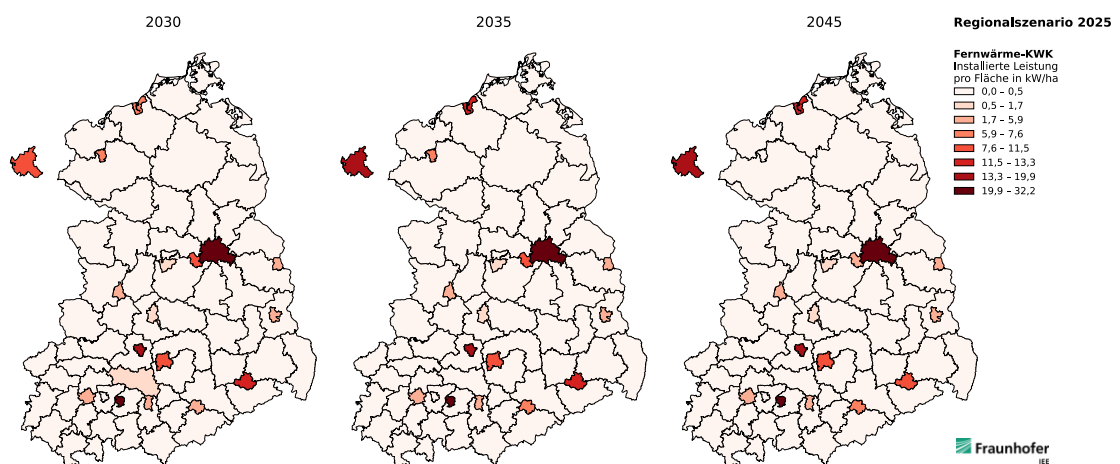 2030
2035
2045
Regionalszenario 2025
Fernwärme-KWK
Installierte Leistung
pro Fläche in kW/ha
0,0 – 0,5
0,5 – 1,7
1,7 – 5,9
5,9 – 7,6
7,6 – 11,5
11,5 – 13,3
13,3 – 19,9
19,9 – 32,2
Fraunhofer
IEE